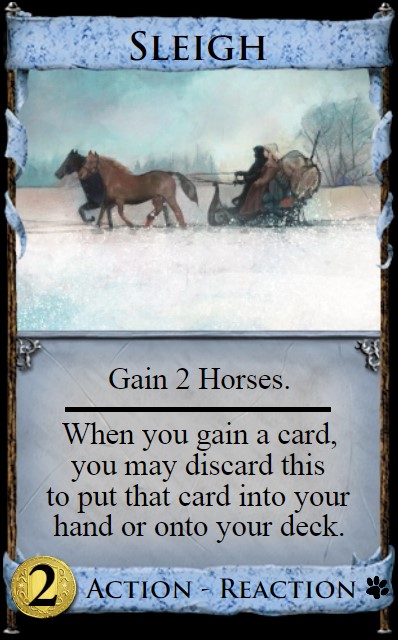 SLEIGH
Gain 2 Horses.
When you gain a card,
you may discard this
to put that card into your
hand or onto your deck.
2 ACTION - REACTION